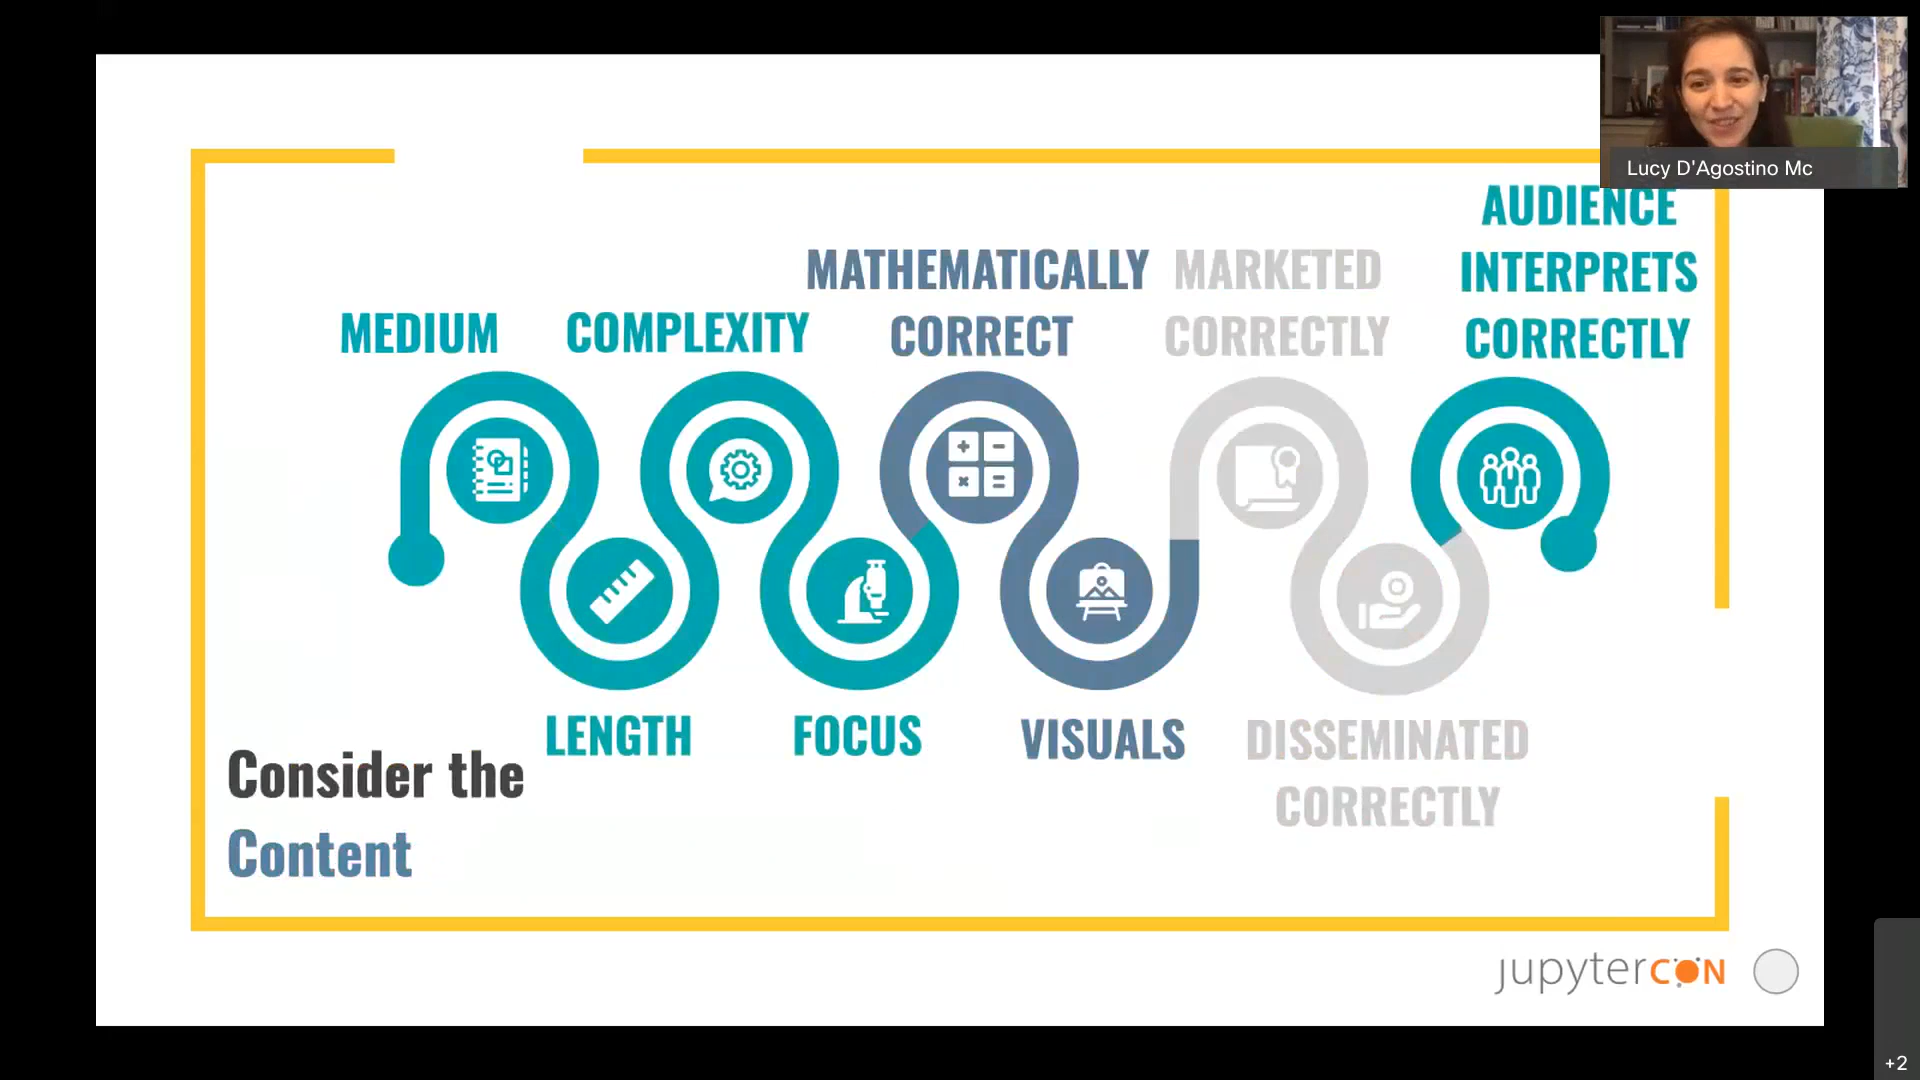 Lucy D'Agostino Mc
AUDIENCE
INTERPRETS
CORRECTLY
MATHEMATICALLY
CORRECT
MARKETED
CORRECTLY
MEDIUM
COMPLEXITY
LENGTH
FOCUS
VISUALS
DISSEMINATED
CORRECTLY
Consider the
Content
jupyterCON
+2